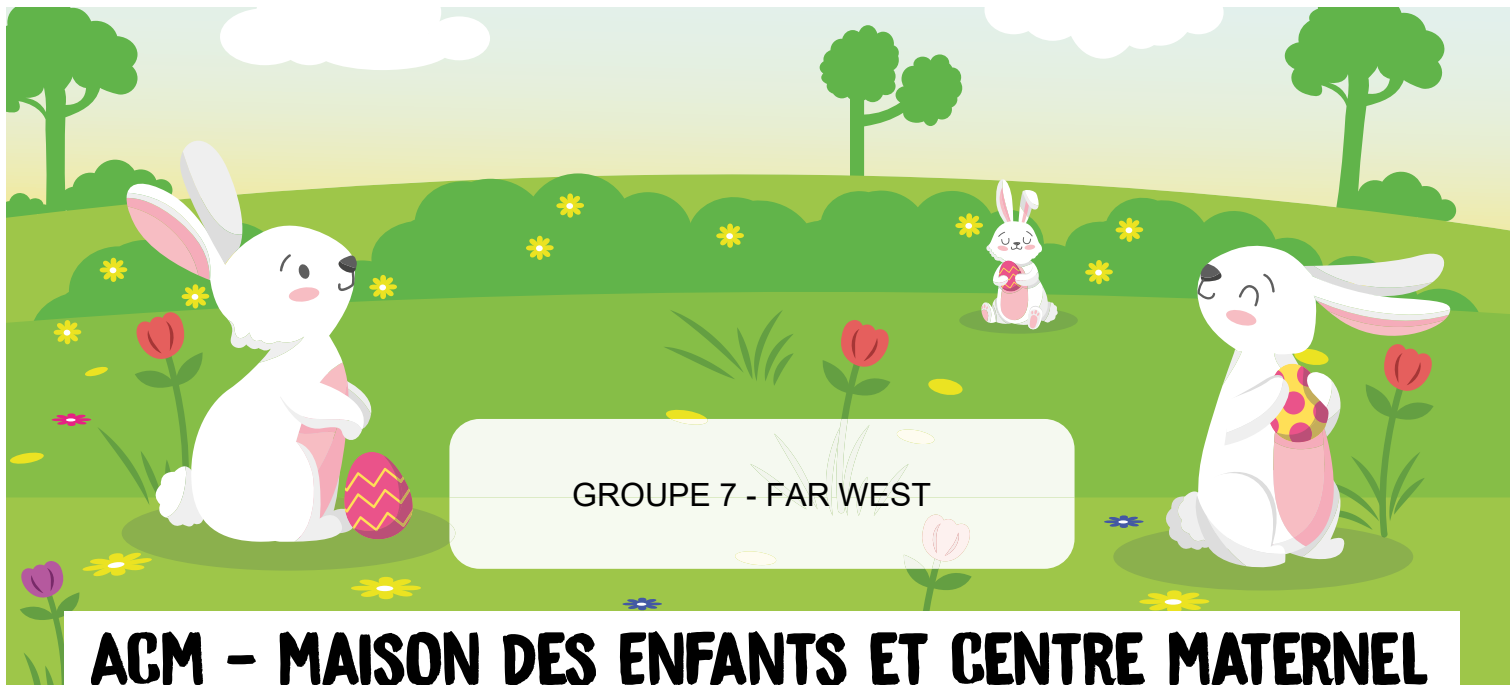 GROUPE 7 - FAR WEST
ACM - MAISON DES ENFANTS ET CENTRE MATERNEL